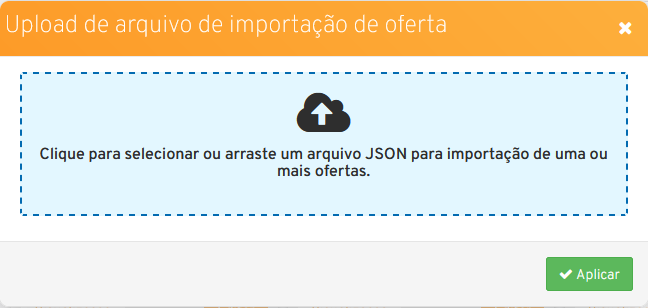 Upload de arquivo de importação de oferta
Clique para selecionar ou arraste um arquivo JSON para importação de uma ou
mais ofertas.
Aplicar